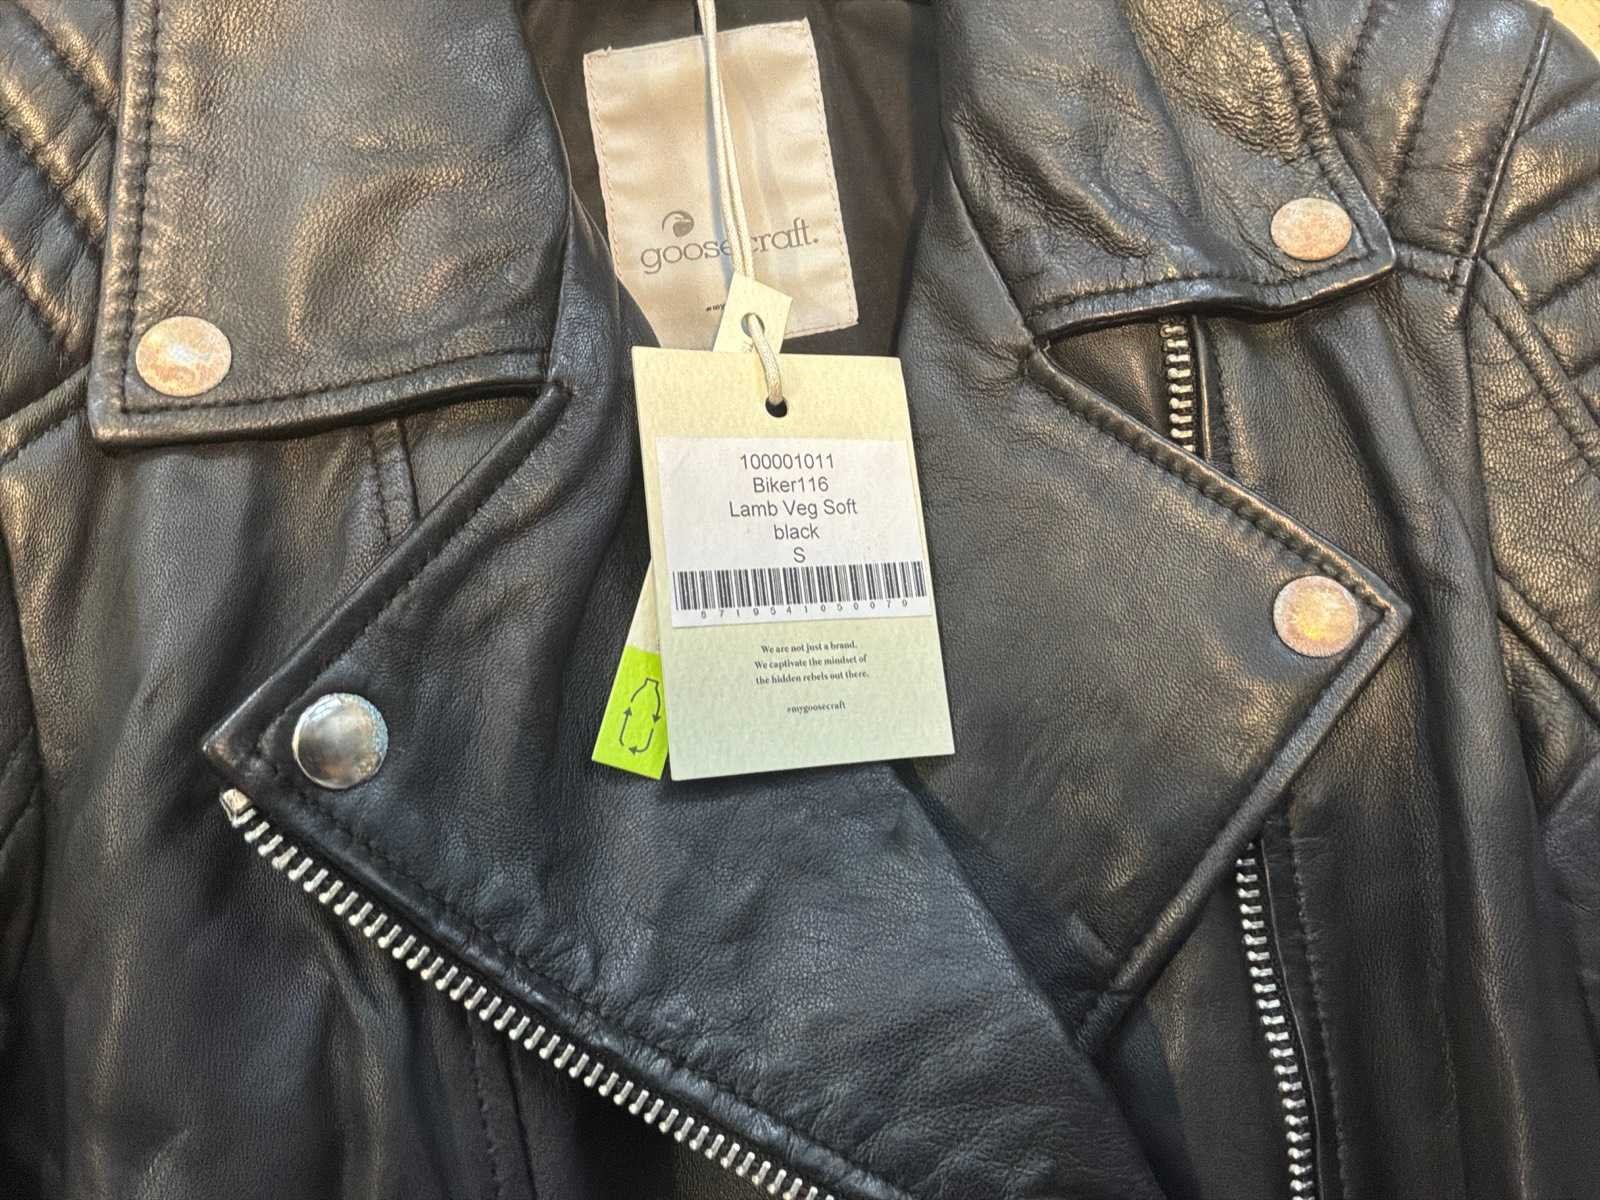 goosecraft.
100001011
Biker116
Lamb Veg Soft
black
S
5719541050079
We are not just a brand.
We captivate the mindset of
the hidden rebels out there.
#mygoosecraft